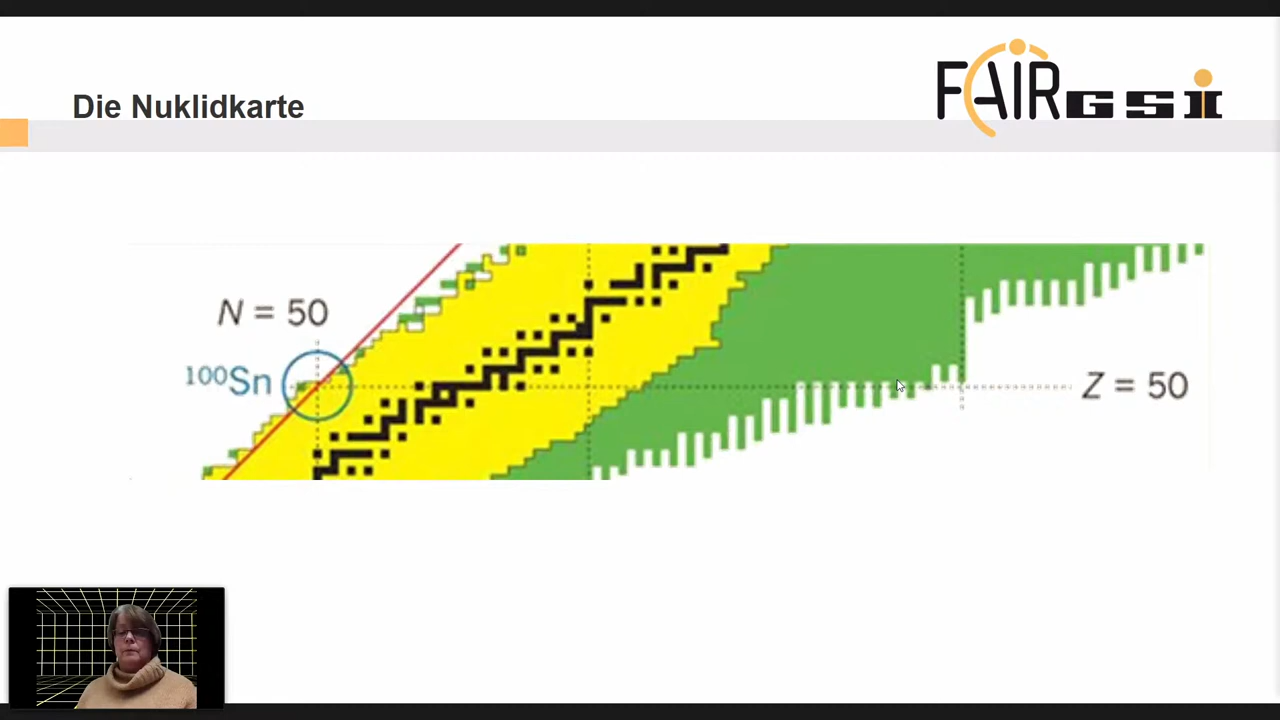 Die Nuklidkarte
FAIR GSI
N = 50
¹⁰⁰Sn
Z = 50